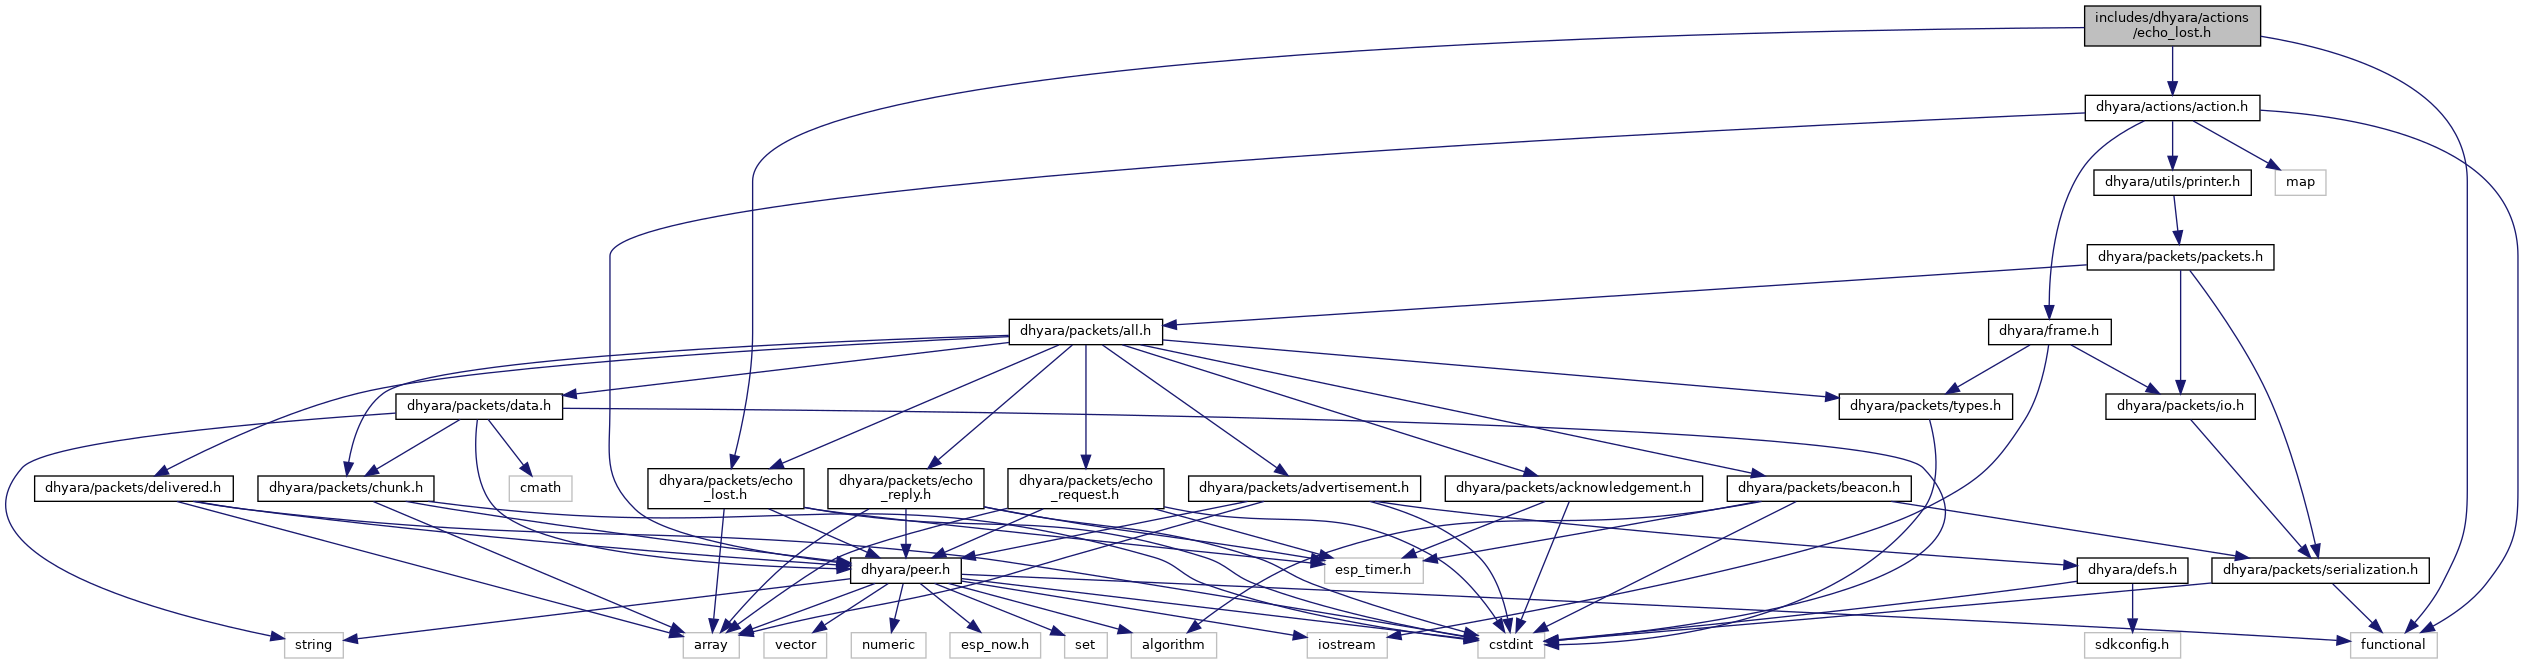 includes/dhyara/actions
/echo_lost.h
dhyara/actions/action.h
dhyara/utils/printer.h
map
dhyara/packets/packets.h
dhyara/packets/all.h
dhyara/frame.h
dhyara/packets/data.h
dhyara/packets/types.h
dhyara/packets/io.h
dhyara/packets/delivered.h
dhyara/packets/chunk.h
cmath
dhyara/packets/echo
_lost.h
dhyara/packets/echo
_reply.h
dhyara/packets/echo
_request.h
dhyara/packets/advertisement.h
dhyara/packets/acknowledgement.h
dhyara/packets/beacon.h
dhyara/peer.h
esp_timer.h
dhyara/defs.h
dhyara/packets/serialization.h
string
array
vector
numeric
esp_now.h
set
algorithm
iostream
cstdint
sdkconfig.h
functional